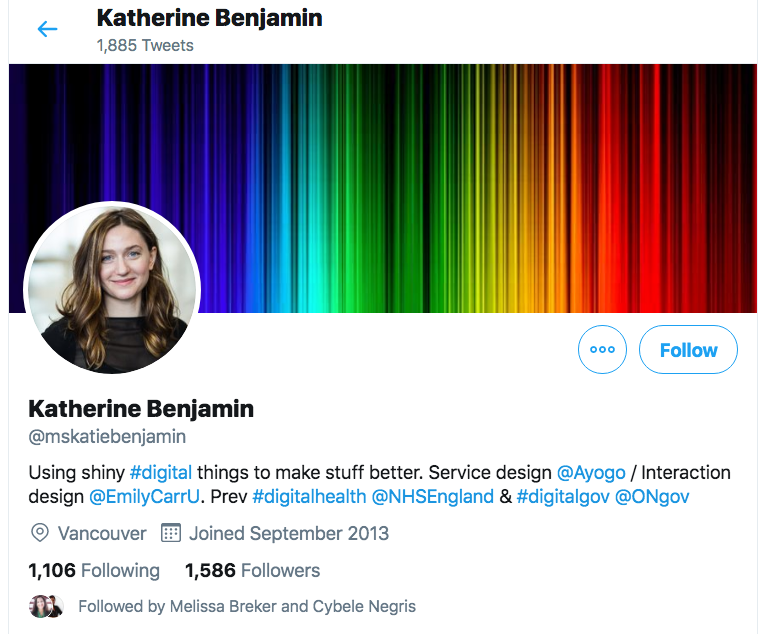 Katherine Benjamin
1,885 Tweets
Follow
Katherine Benjamin
@mskatiebenjamin
Using shiny #digital things to make stuff better. Service design @Ayogo / Interaction
design @EmilyCarrU. Prev #digitalhealth @NHSEngland & #digitalgov @ONgov
Vancouver Joined September 2013
1,106 Following 1,586 Followers
Followed by Melissa Breker and Cybele Negris